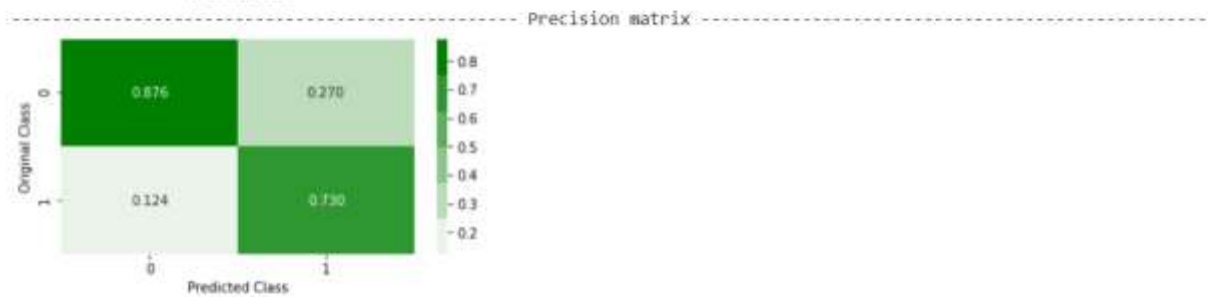 ---------- Precision matrix ----------
0.8
0 0.876 0.270
0.7
0.6
Original Class
0.5
0.4
1 0.124 0.730
0.3
0.2
0 1
Predicted Class